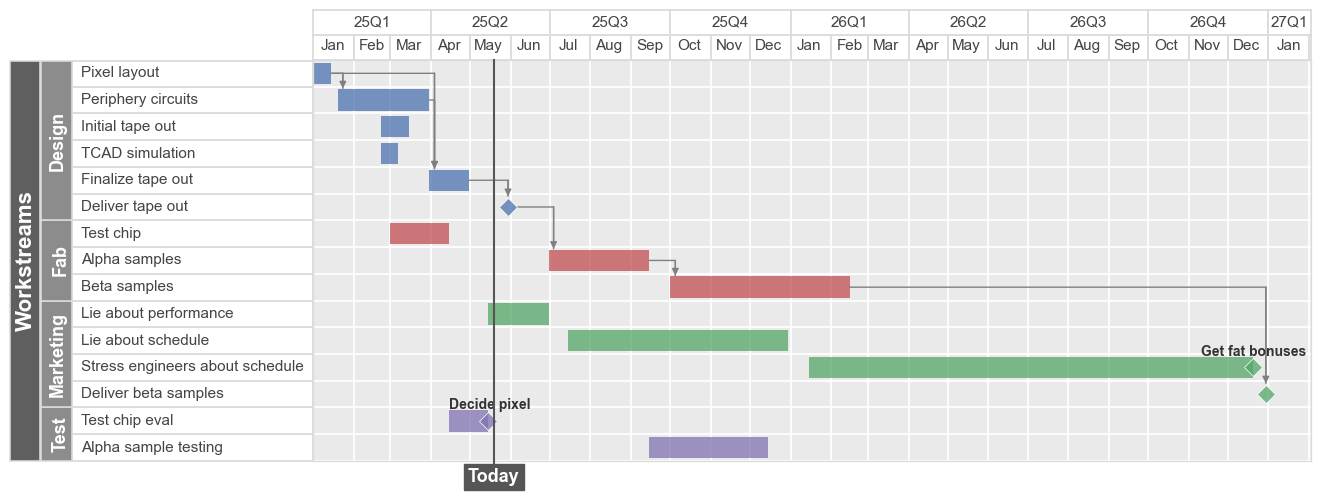 25Q1 25Q2 25Q3 25Q4 26Q1 26Q2 26Q3 26Q4 27Q1
Jan Feb Mar Apr May Jun Jul Aug Sep Oct Nov Dec Jan Feb Mar Apr May Jun Jul Aug Sep Oct Nov Dec Jan
Workstreams
Design
Pixel layout
Periphery circuits
Initial tape out
TCAD simulation
Finalize tape out
Deliver tape out
Fab
Test chip
Alpha samples
Beta samples
Marketing
Lie about performance
Lie about schedule
Get fat bonuses
Stress engineers about schedule
Deliver beta samples
Test
Decide pixel
Test chip eval
Alpha sample testing
Today